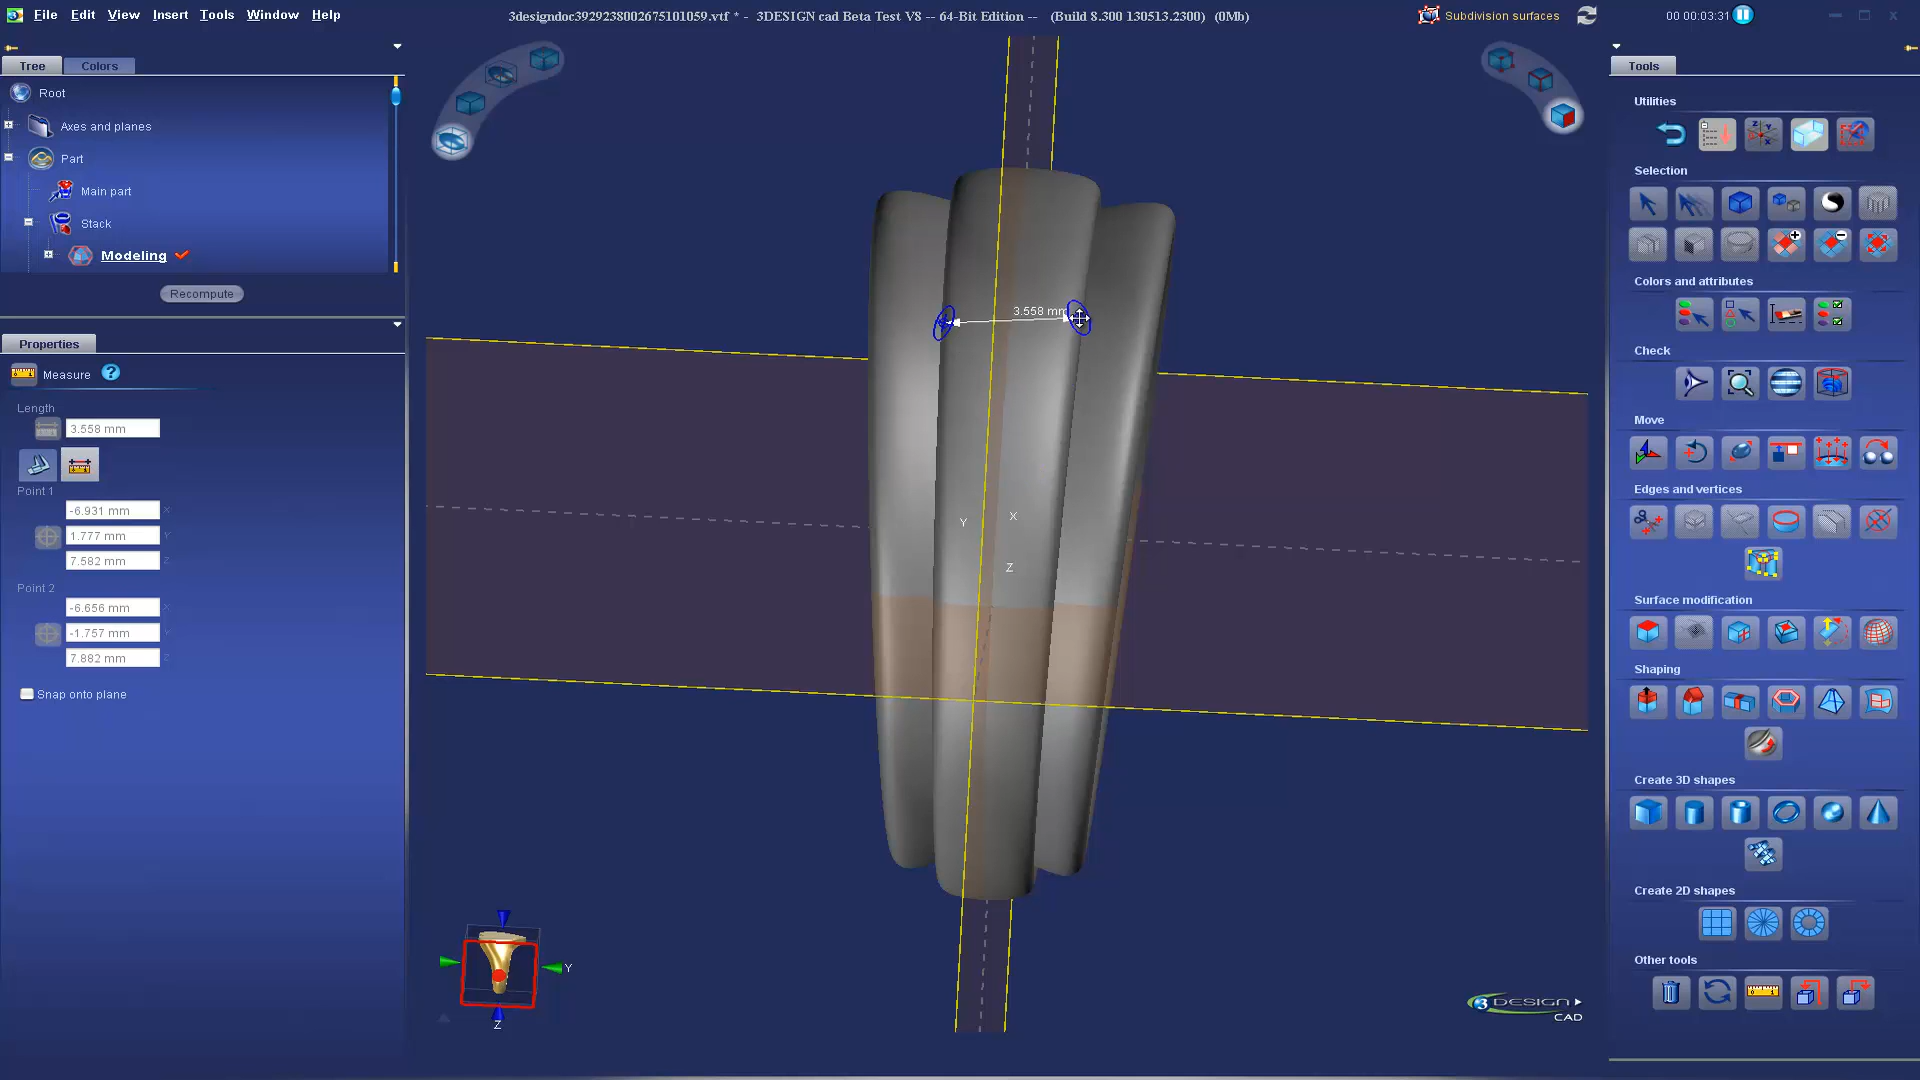 File Edit View Insert Tools Window Help
3designdoc3929238002675101059.vtf * - 3DESIGN cad Beta Test V8 -- 64-Bit Edition -- (Build 8.300 130513.2300) (0Mb)
Subdivision surfaces
00 00:03:31
Tree Colors
Root
Axes and planes
Part
Main part
Stack
Modeling
Recompute
Properties
Measure ?
Length
3.558 mm
Point 1
-6.931 mm X
1.777 mm Y
7.582 mm Z
Point 2
-6.656 mm X
-1.757 mm Y
7.882 mm Z
Snap onto plane
3.558 mm
Y X
Z
Y
Z
3DESIGN
CAD
Tools
Utilities
Selection
Colors and attributes
Check
Move
Edges and vertices
Surface modification
Shaping
Create 3D shapes
Create 2D shapes
Other tools